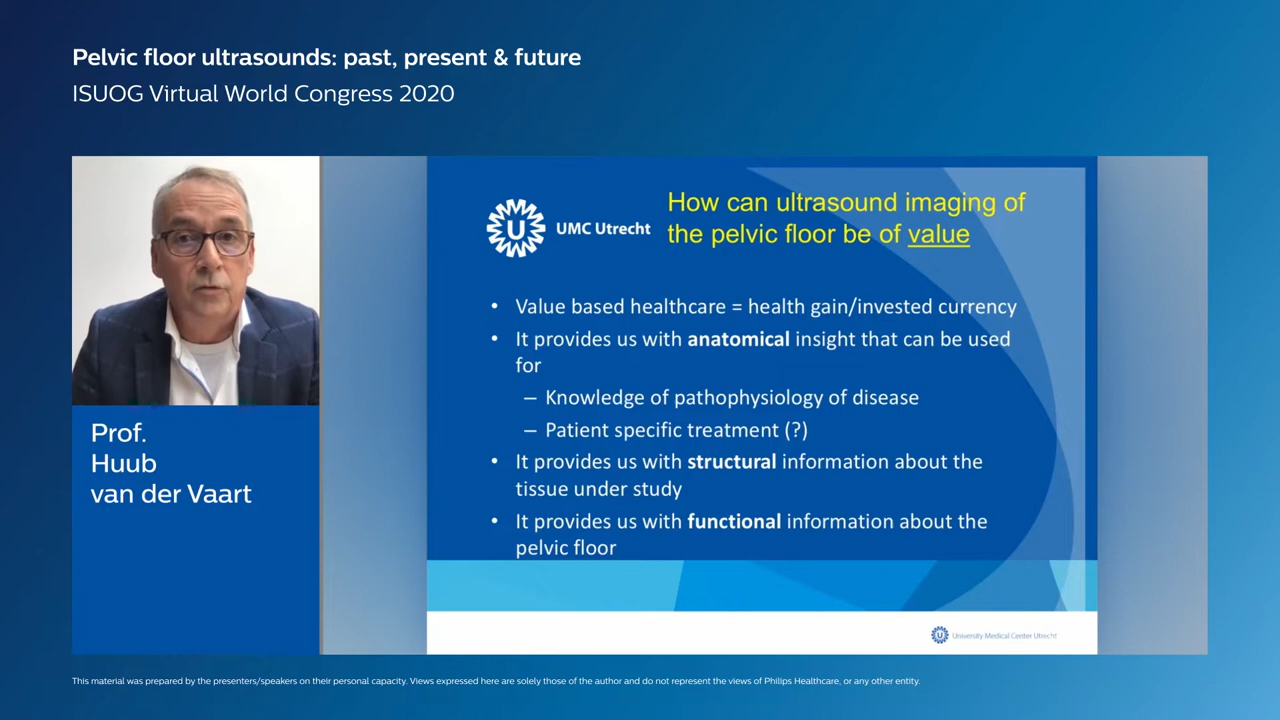 Pelvic floor ultrasounds: past, present & future
ISUOG Virtual World Congress 2020
UMC Utrecht
How can ultrasound imaging of
the pelvic floor be of value
• Value based healthcare = health gain/invested currency
• It provides us with anatomical insight that can be used
for
– Knowledge of pathophysiology of disease
– Patient specific treatment (?)
• It provides us with structural information about the
tissue under study
• It provides us with functional information about the
pelvic floor
University Medical Center Utrecht
Prof.
Huub
van der Vaart
This material was prepared by the presenters/speakers on their personal capacity. Views expressed here are solely those of the author and do not represent the views of Philips Healthcare, or any other entity.